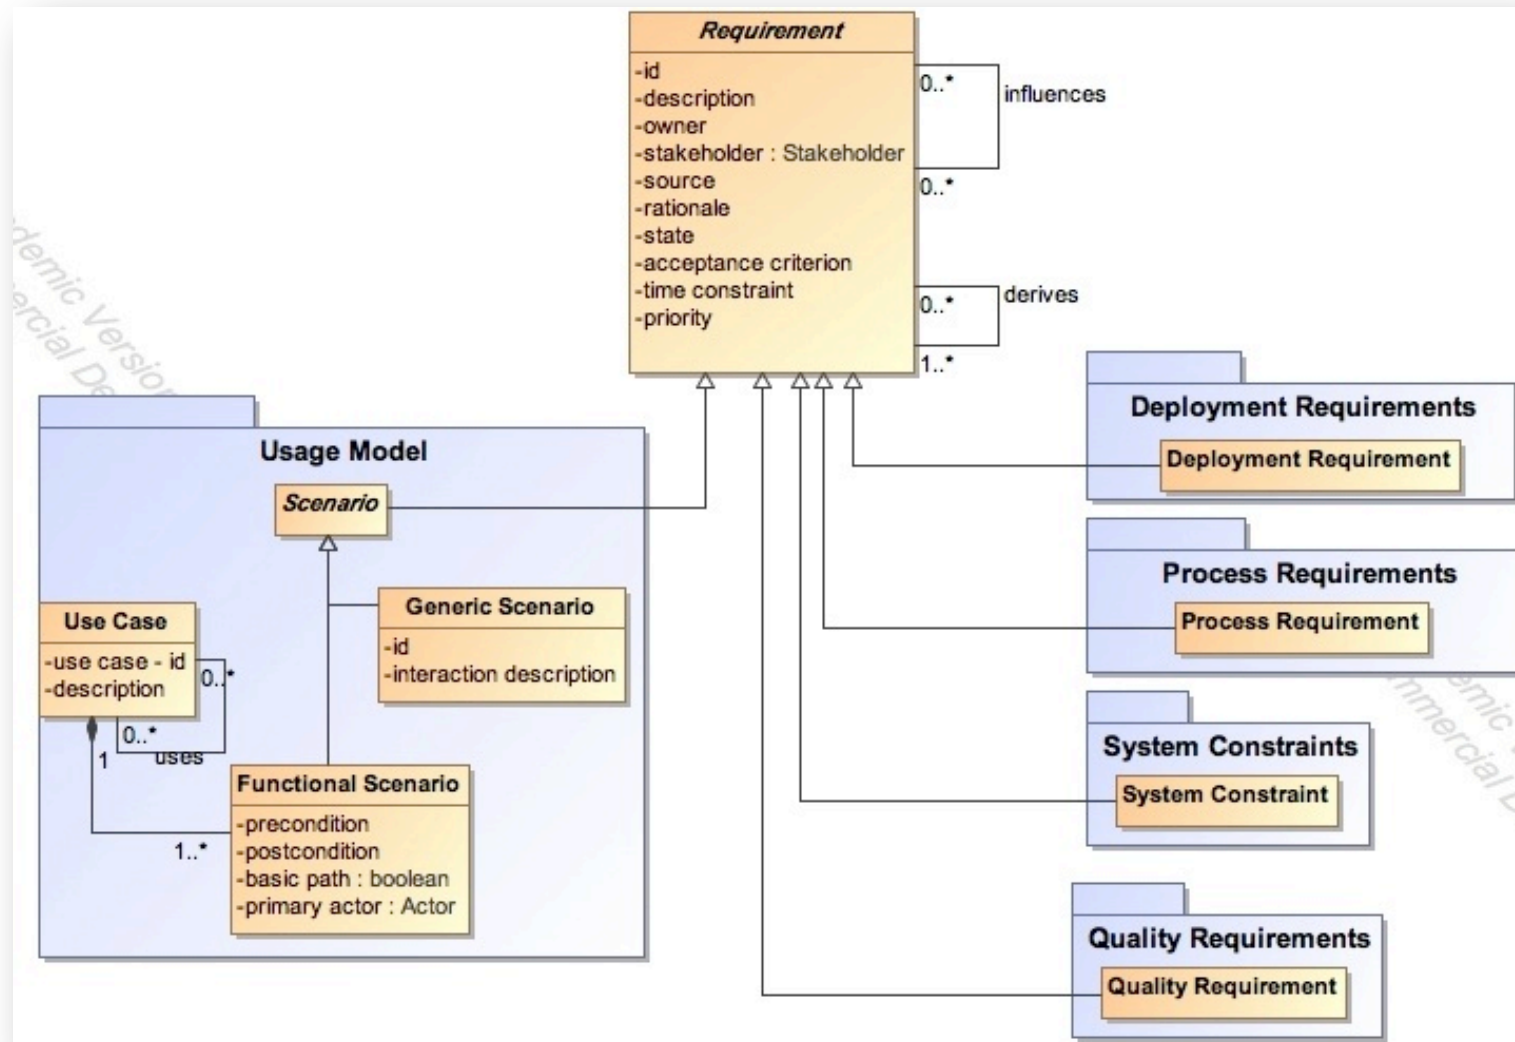 Requirement
-id
-description
-owner
-stakeholder : Stakeholder
-source
-rationale
-state
-acceptance criterion
-time constraint
-priority
0..*
influences
0..*
0..*
derives
1..*
Usage Model
Scenario
Generic Scenario
-id
-interaction description
Use Case
-use case - id
-description
0..*
0..*
uses
1
1..*
Functional Scenario
-precondition
-postcondition
-basic path : boolean
-primary actor : Actor
Deployment Requirements
Deployment Requirement
Process Requirements
Process Requirement
System Constraints
System Constraint
Quality Requirements
Quality Requirement